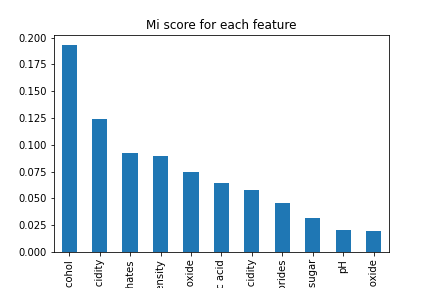 Mi score for each feature
0.200
0.175
0.150
0.125
0.100
0.075
0.050
0.025
0.000
cohol
cidity
hates
ensity
oxide
c acid
cidity
rides
sugar
pH
oxide